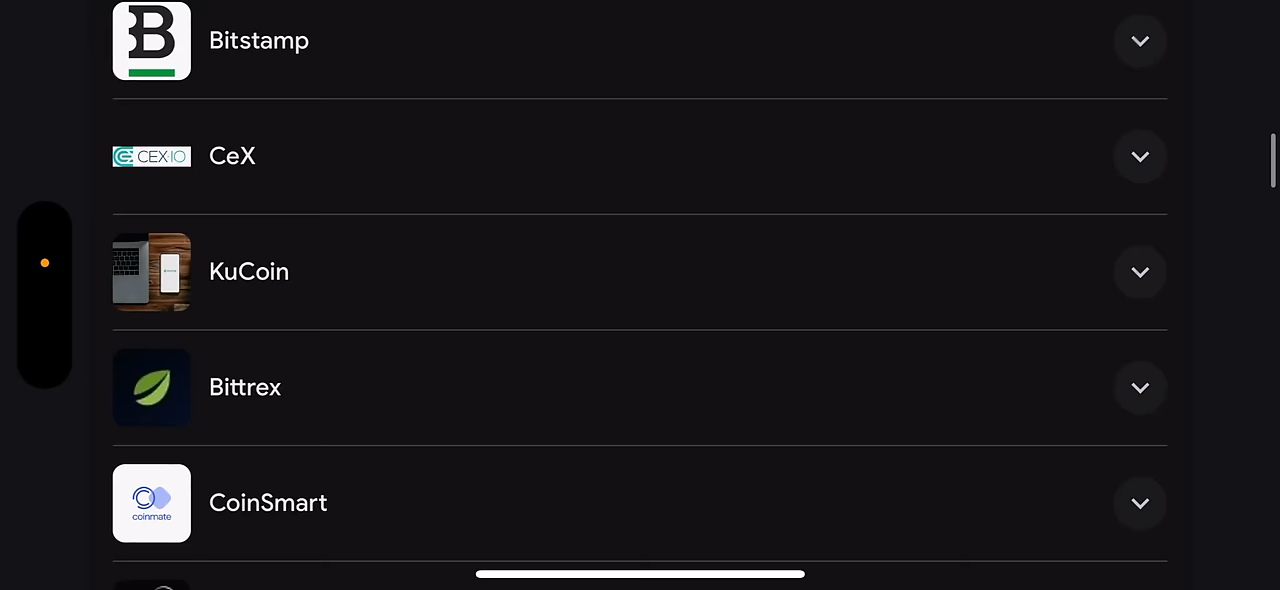 B
Bitstamp
CEX.IO
CeX
KuCoin
Bittrex
coinmate
CoinSmart